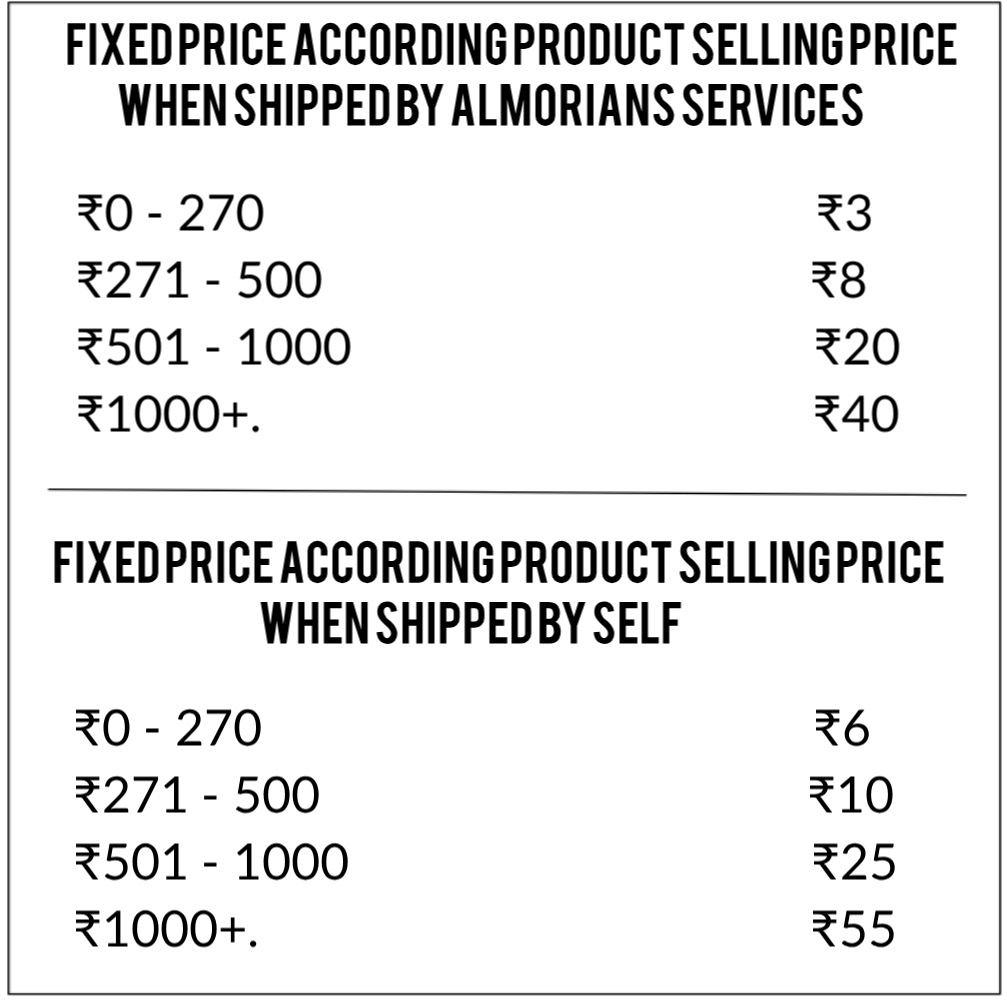 FIXED PRICE ACCORDING PRODUCT SELLING PRICE
WHEN SHIPPED BY ALMORIANS SERVICES
₹0 - 270 ₹3
₹271 - 500 ₹8
₹501 - 1000 ₹20
₹1000+. ₹40
FIXED PRICE ACCORDING PRODUCT SELLING PRICE
WHEN SHIPPED BY SELF
₹0 - 270 ₹6
₹271 - 500 ₹10
₹501 - 1000 ₹25
₹1000+. ₹55